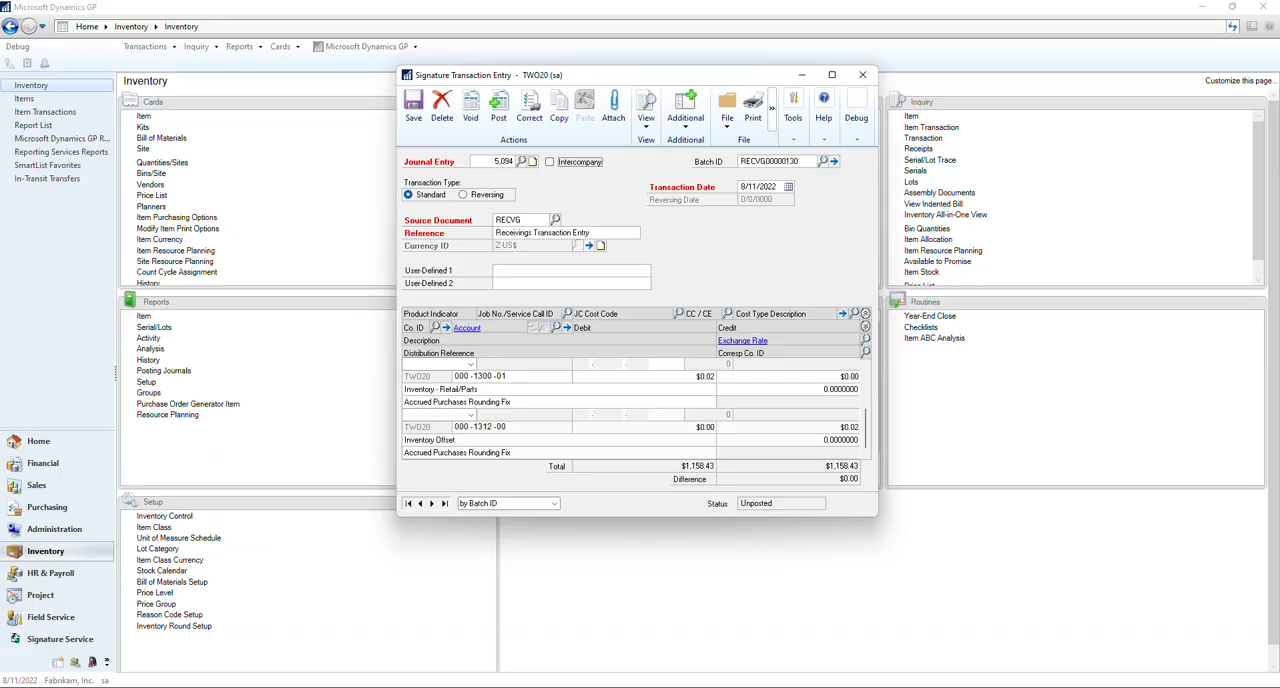 Microsoft Dynamics GP
Home Inventory Inventory
Debug
Transactions Inquiry Reports Cards Microsoft Dynamics GP
Inventory
Items
Item Transactions
Report List
Microsoft Dynamics GP R...
Reporting Services Reports
SmartList Favorites
In-Transit Transfers
Home
Financial
Sales
Purchasing
Administration
Inventory
HR & Payroll
Project
Field Service
Signature Service
Inventory
Customize this page...
Cards
Item
Kits
Bill of Materials
Site
Quantities/Sites
Bins/Site
Vendors
Price List
Planners
Item Purchasing Options
Modify Item Print Options
Item Currency
Item Resource Planning
Site Resource Planning
Count Cycle Assignment
History
Reports
Item
Serial/Lots
Activity
Analysis
History
Posting Journals
Setup
Groups
Purchase Order Generator Item
Resource Planning
Setup
Inventory Control
Item Class
Unit of Measure Schedule
Lot Category
Item Class Currency
Stock Calendar
Bill of Materials Setup
Price Level
Price Group
Reason Code Setup
Inventory Round Setup
Signature Transaction Entry - TWO20 (sa)
Save Delete Void Post Correct Copy Paste Attach View Additional File Print Tools Help Debug
Actions View Additional File
Journal Entry 5,094 Intercompany Batch ID RECVG00000130
Transaction Type:
Standard Reversing
Transaction Date 8/11/2022
Reversing Date 0/0/0000
Source Document RECVG
Reference Receivings Transaction Entry
Currency ID Z-US$
User-Defined 1
User-Defined 2
Product Indicator Job No./Service Call ID JC Cost Code CC / CE Cost Type Description
Co. ID Account Debit Credit
Description Exchange Rate
Distribution Reference Corresp Co. ID
0
TWO20 000 -1300 -01 $0.02 $0.00
Inventory - Retail/Parts 0.0000000
Accrued Purchases Rounding Fix
0
TWO20 000 -1312 -00 $0.00 $0.02
Inventory Offset 0.0000000
Accrued Purchases Rounding Fix
Total $1,158.43 $1,158.43
Difference $0.00
by Batch ID Status Unposted
Inquiry
Item
Item Transaction
Transaction
Receipts
Serial/Lot Trace
Serials
Lots
Assembly Documents
View Indented Bill
Inventory All-in-One View
Bin Quantities
Item Allocation
Item Resource Planning
Available to Promise
Item Stock
Price List
Routines
Year-End Close
Checklists
Item ABC Analysis
8/11/2022 Fabrikam, Inc. sa